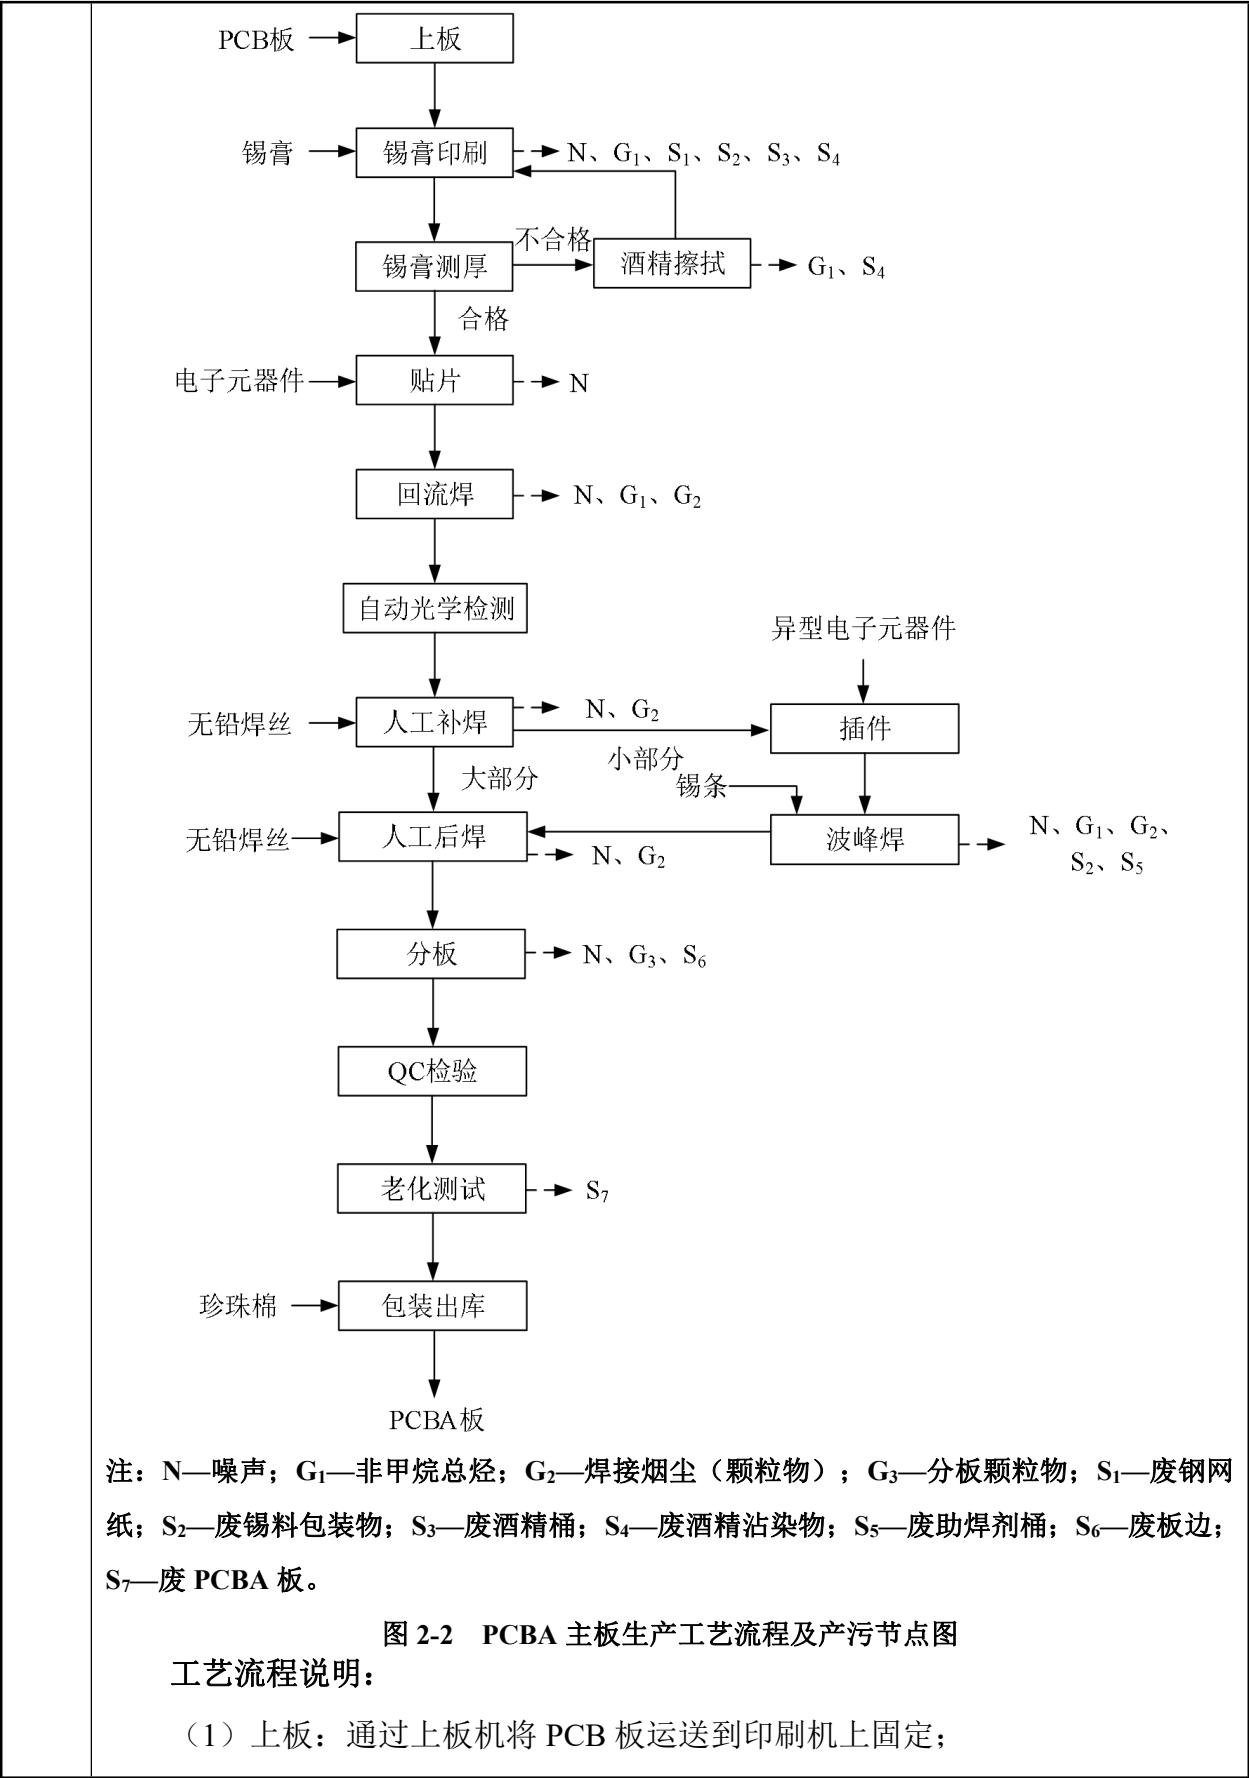 PCB板 上板
锡膏 锡膏印刷 N、G₁、S₁、S₂、S₃、S₄
不合格
锡膏测厚 酒精擦拭 G₁、S₄
合格
电子元器件 贴片 N
回流焊 N、G₁、G₂
自动光学检测
异型电子元器件
无铅焊丝 人工补焊 N、G₂ 插件
小部分
大部分
锡条
无铅焊丝 人工后焊 波峰焊 N、G₁、G₂、
N、G₂ S₂、S₅
分板 N、G₃、S₆
QC检验
老化测试 S₇
珍珠棉 包装出库
PCBA板
注：N—噪声；G₁—非甲烷总烃；G₂—焊接烟尘（颗粒物）；G₃—分板颗粒物；S₁—废钢网
纸；S₂—废锡料包装物；S₃—废酒精桶；S₄—废酒精沾染物；S₅—废助焊剂桶；S₆—废板边；
S₇—废 PCBA 板。
图 2-2 PCBA 主板生产工艺流程及产污节点图
工艺流程说明：
（1）上板：通过上板机将 PCB 板运送到印刷机上固定；